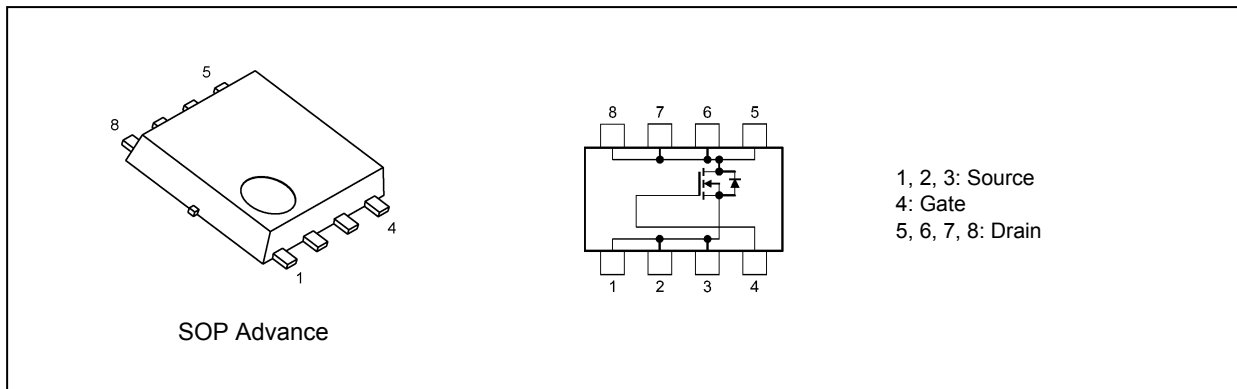 5
8
4
1
SOP Advance
8 7 6 5
1 2 3 4
1, 2, 3: Source
4: Gate
5, 6, 7, 8: Drain